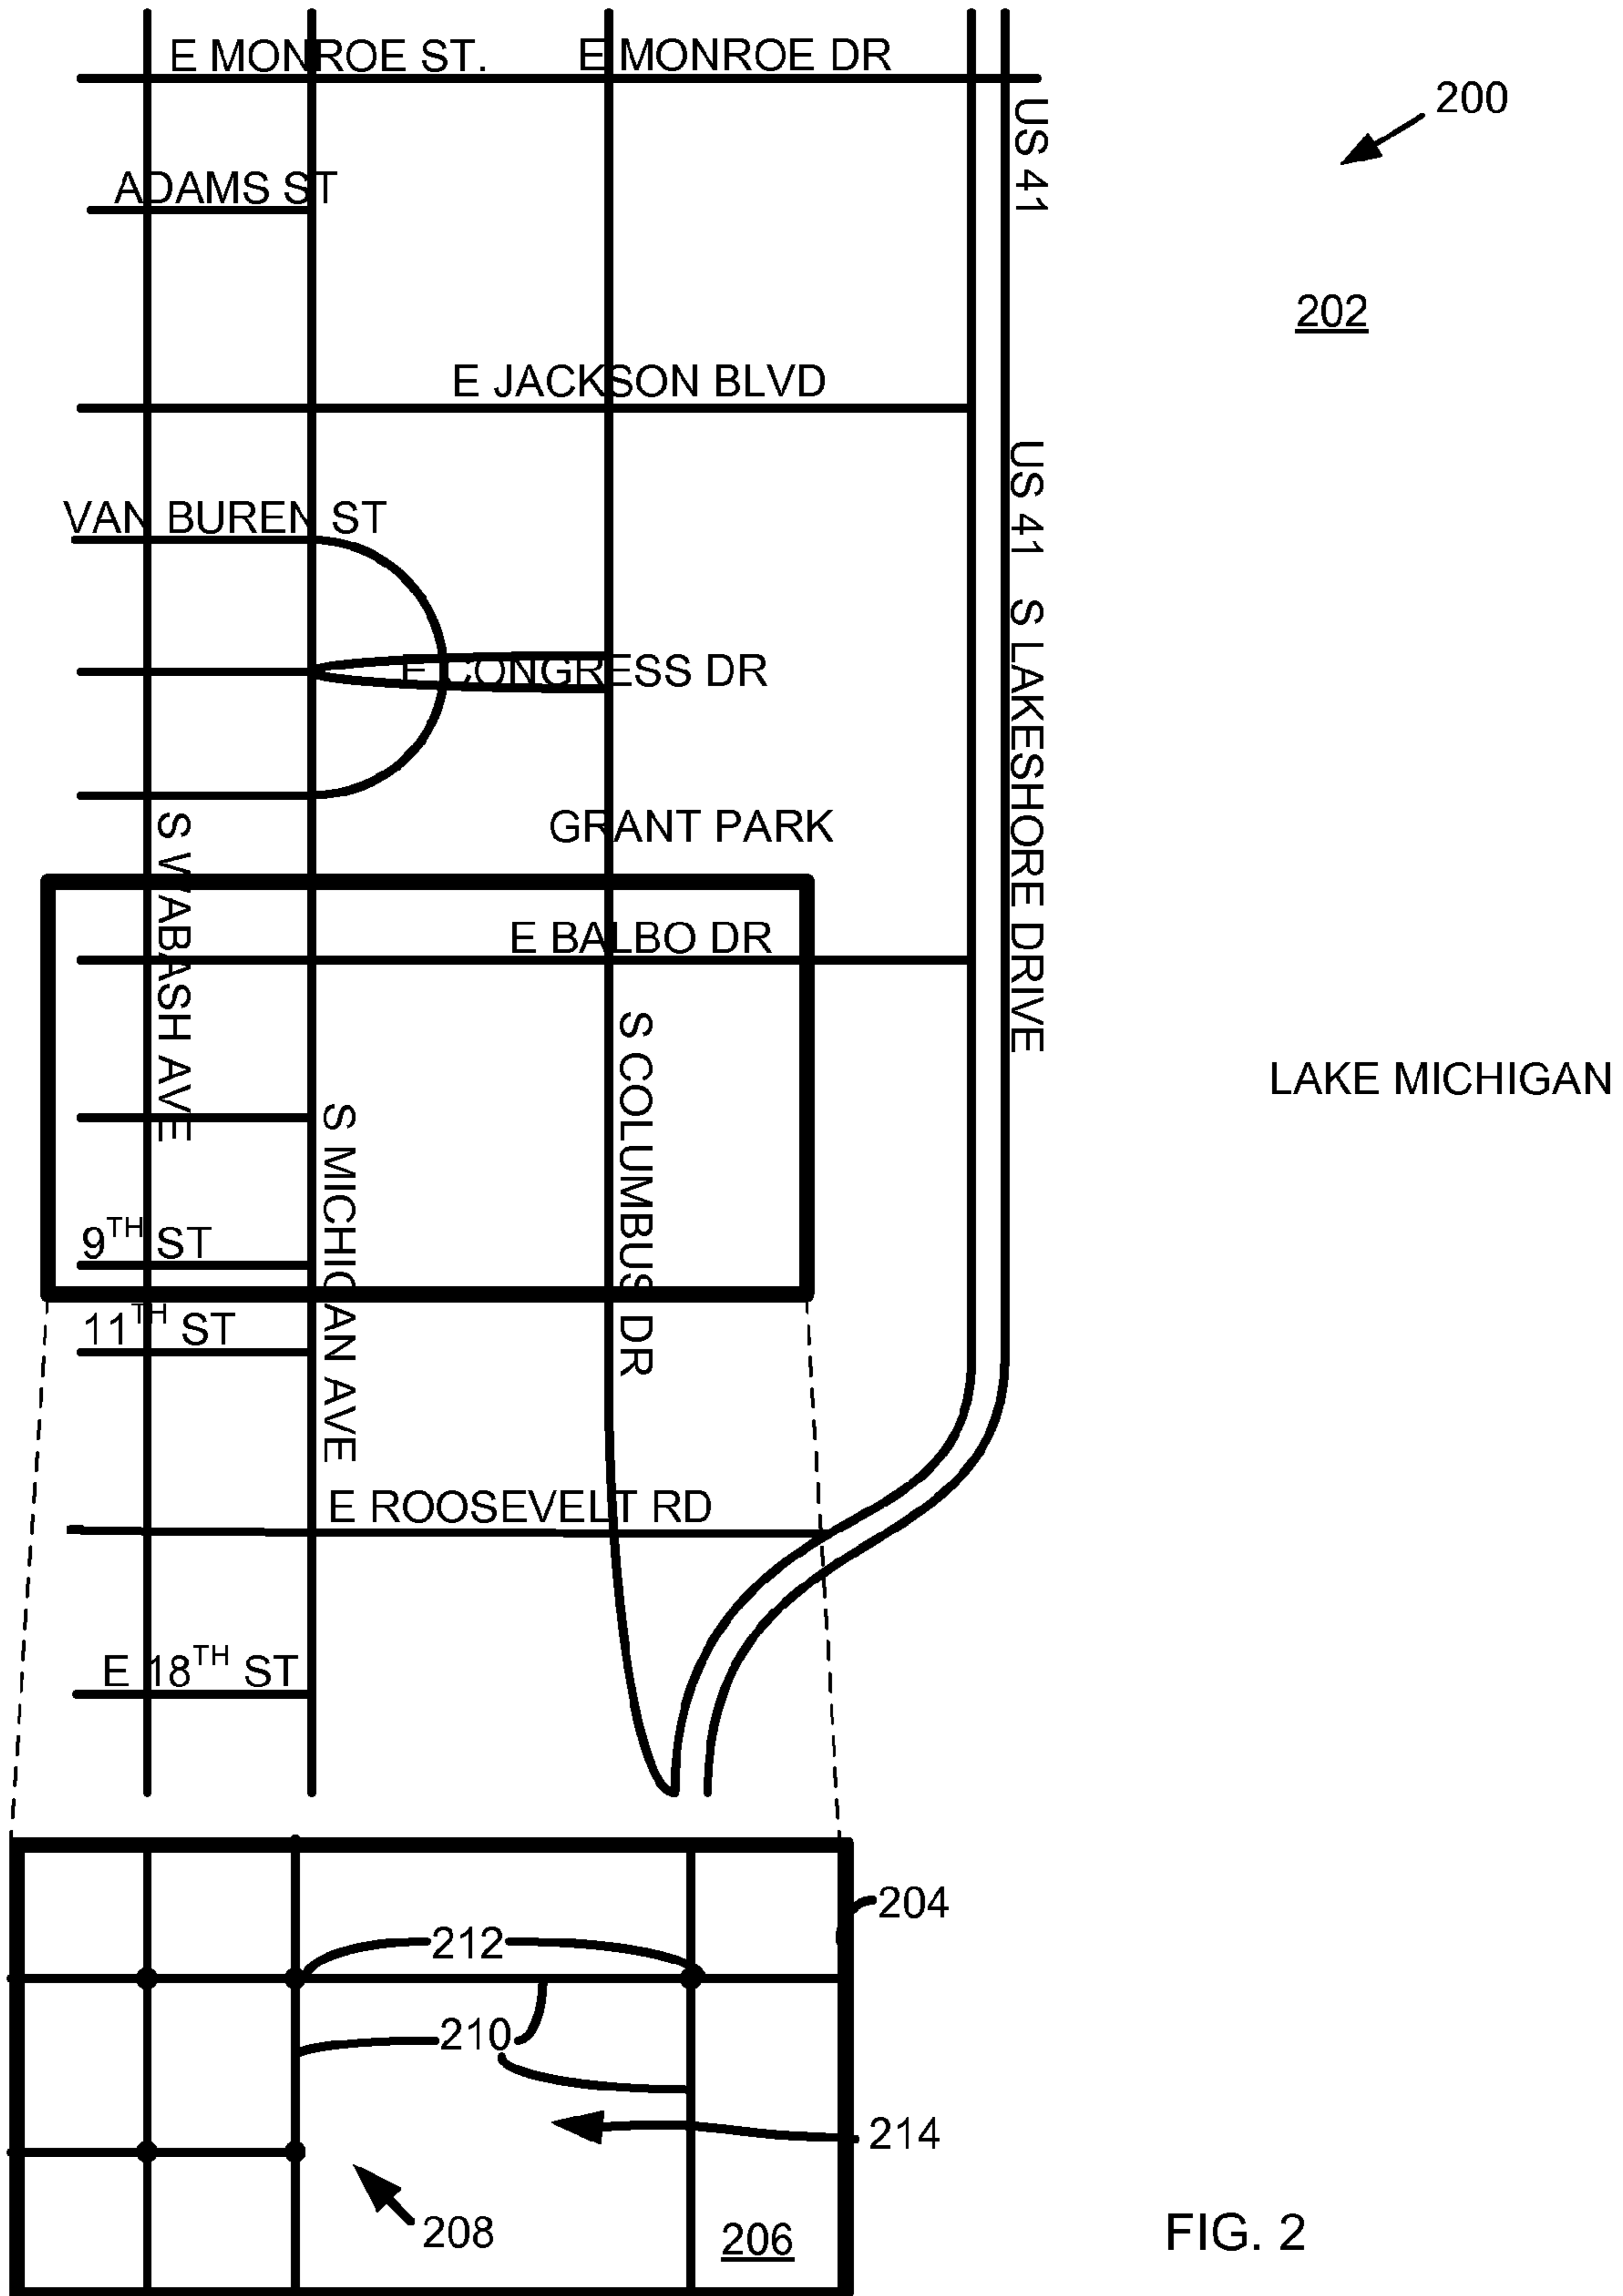 E MONROE ST.
E MONROE DR
200
US 41
ADAMS ST
202
E JACKSON BLVD
US 41 S LAKESHORE DRIVE
VAN BUREN ST
E CONGRESS DR
GRANT PARK
S WABASH AVE
E BALBO DR
S COLUMBUS DR
LAKE MICHIGAN
S MICHIGAN AVE
9TH ST
11TH ST
E ROOSEVELT RD
E 18TH ST
204
212
210
214
208
206
FIG. 2